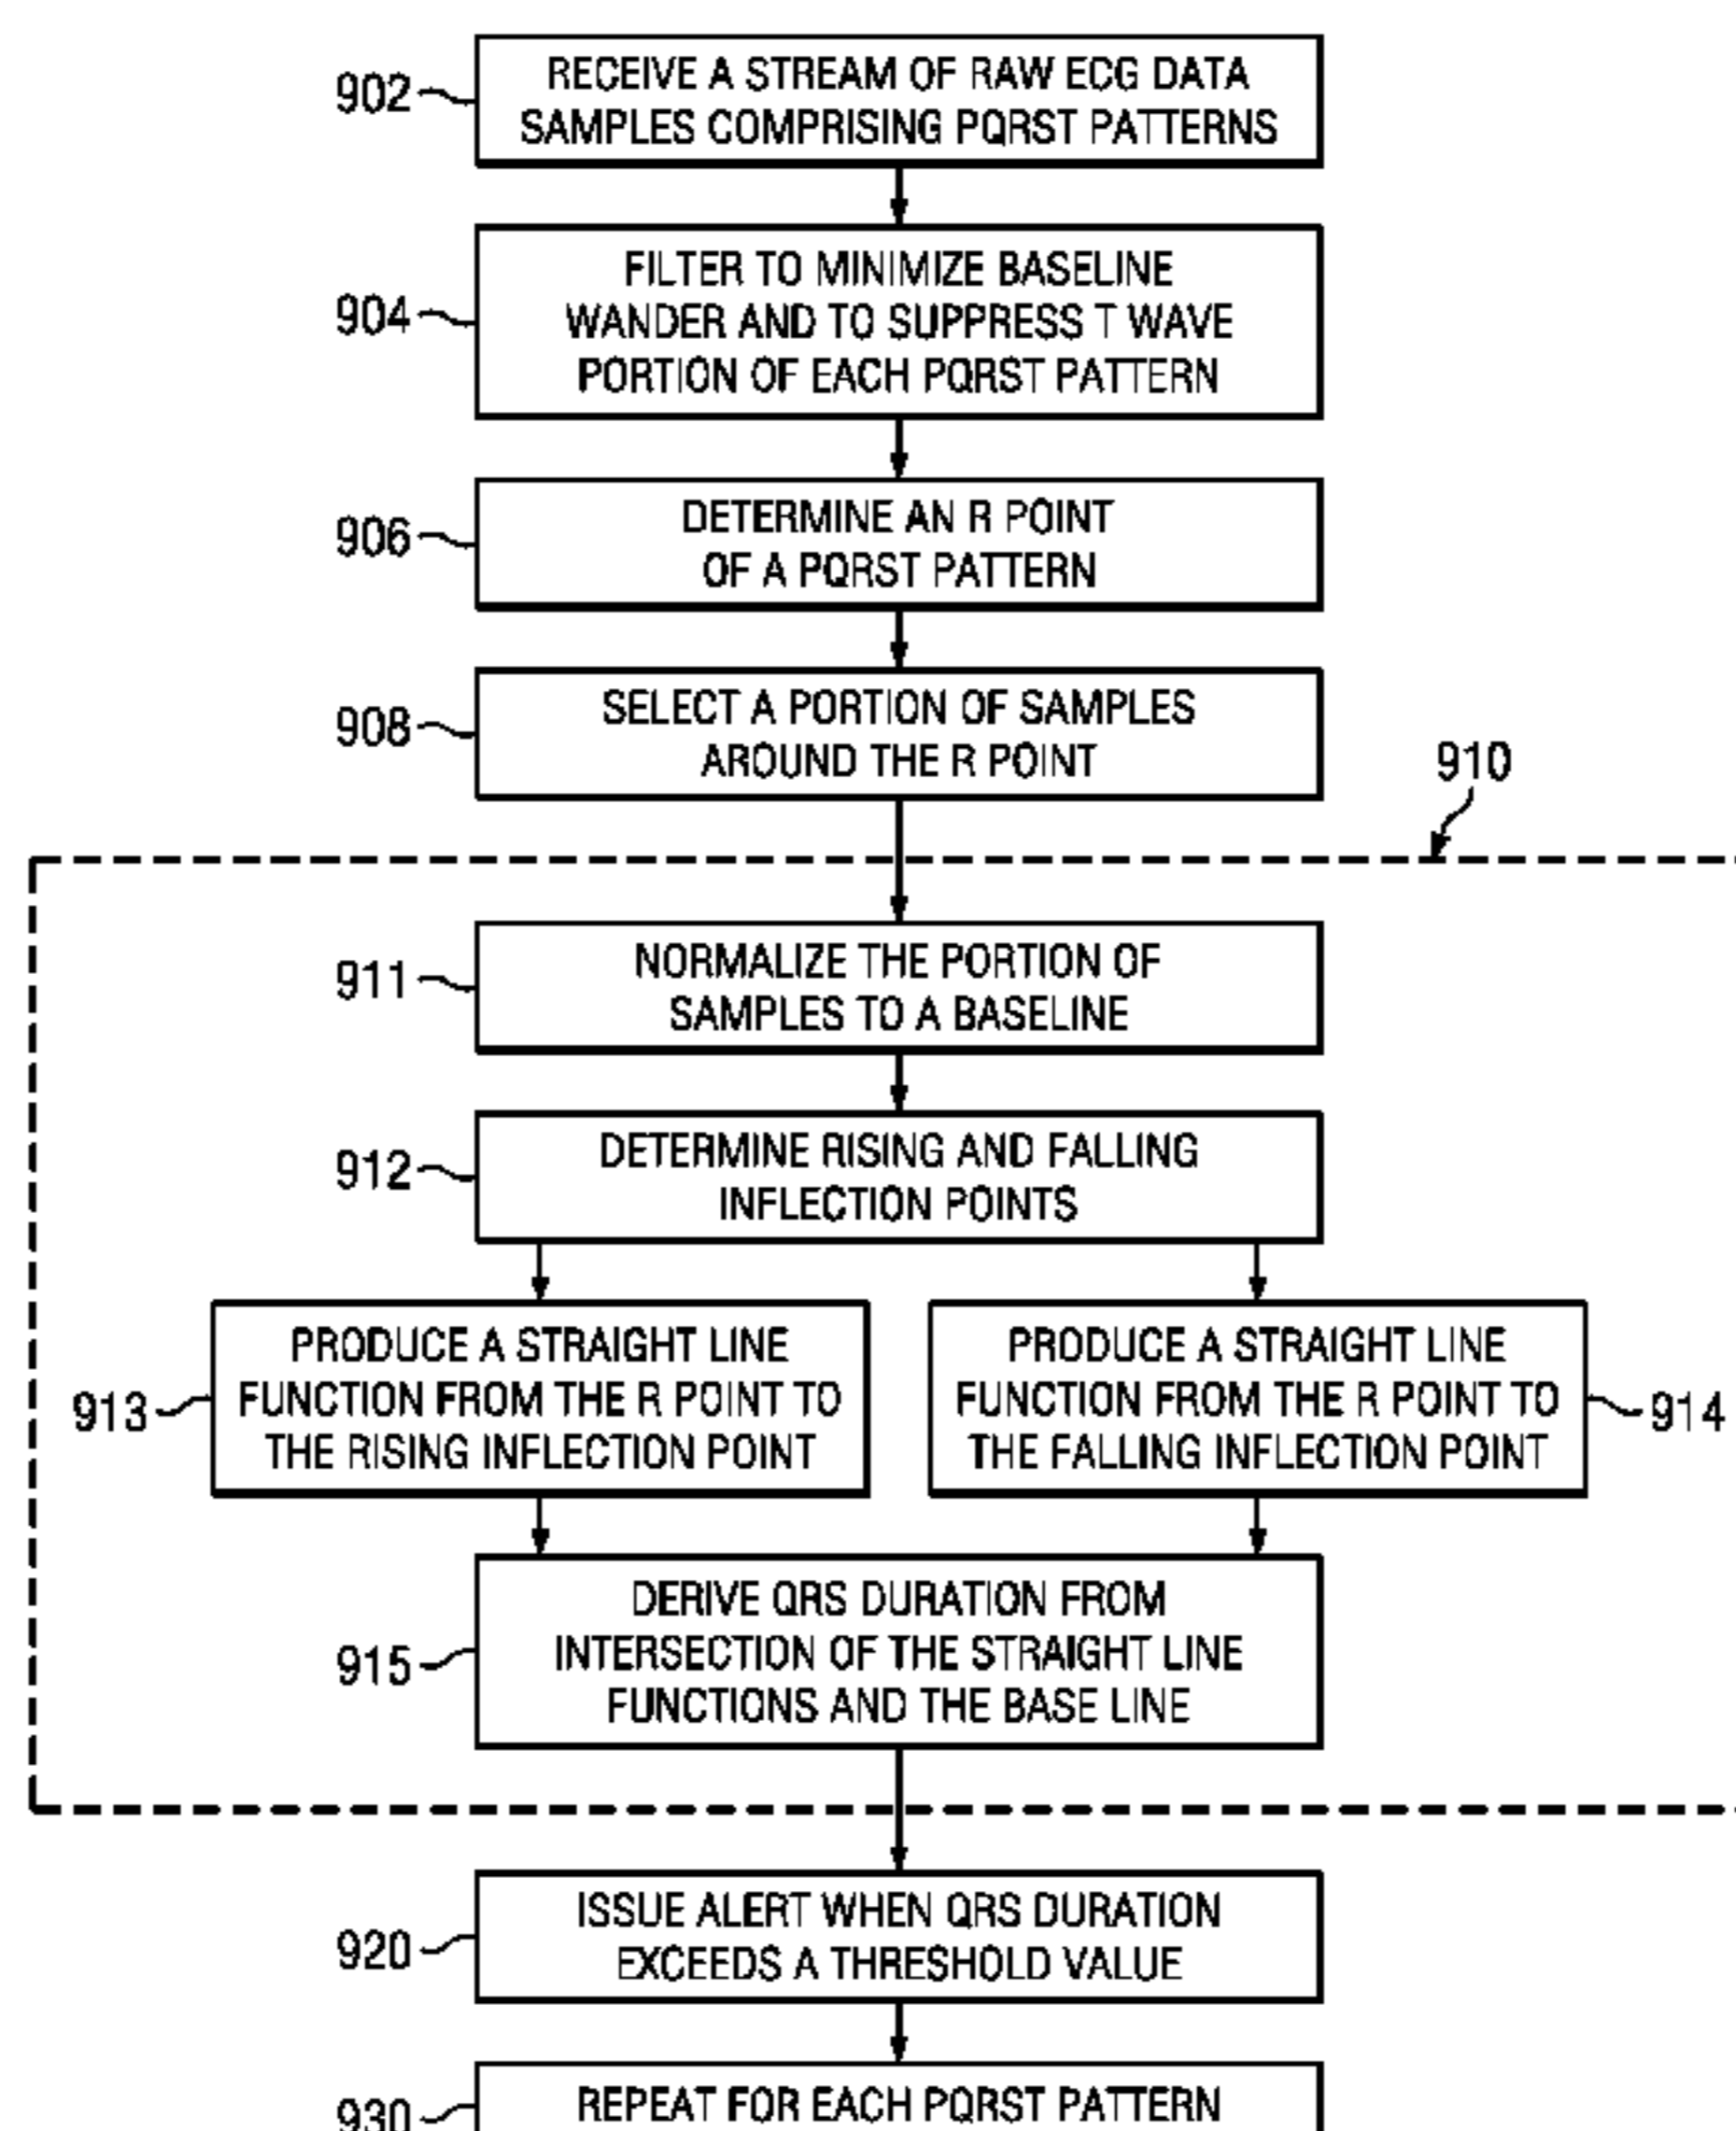 902
RECEIVE A STREAM OF RAW ECG DATA
SAMPLES COMPRISING PQRST PATTERNS
904
FILTER TO MINIMIZE BASELINE
WANDER AND TO SUPPRESS T WAVE
PORTION OF EACH PQRST PATTERN
906
DETERMINE AN R POINT
OF A PQRST PATTERN
908
SELECT A PORTION OF SAMPLES
AROUND THE R POINT
910
911
NORMALIZE THE PORTION OF
SAMPLES TO A BASELINE
912
DETERMINE RISING AND FALLING
INFLECTION POINTS
913
PRODUCE A STRAIGHT LINE
FUNCTION FROM THE R POINT TO
THE RISING INFLECTION POINT
PRODUCE A STRAIGHT LINE
FUNCTION FROM THE R POINT TO
THE FALLING INFLECTION POINT
914
915
DERIVE QRS DURATION FROM
INTERSECTION OF THE STRAIGHT LINE
FUNCTIONS AND THE BASE LINE
920
ISSUE ALERT WHEN QRS DURATION
EXCEEDS A THRESHOLD VALUE
930
REPEAT FOR EACH PQRST PATTERN